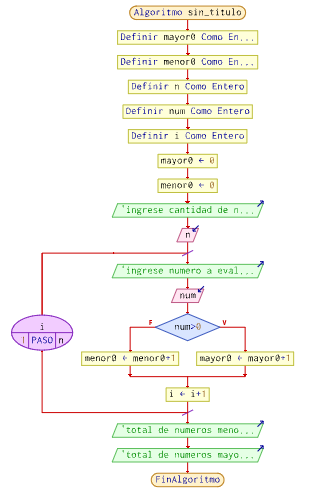 Algoritmo sin_titulo
Definir mayor0 Como En...
Definir menor0 Como En...
Definir n Como Entero
Definir num Como Entero
Definir i Como Entero
mayor0 ← 0
menor0 ← 0
'ingrese cantidad de n...
n
'ingrese numero a eval...
num
num>0
F
V
i
1 PASO n
menor0 ← menor0+1
mayor0 ← mayor0+1
i ← i+1
'total de numeros meno...
'total de numeros mayo...
FinAlgoritmo